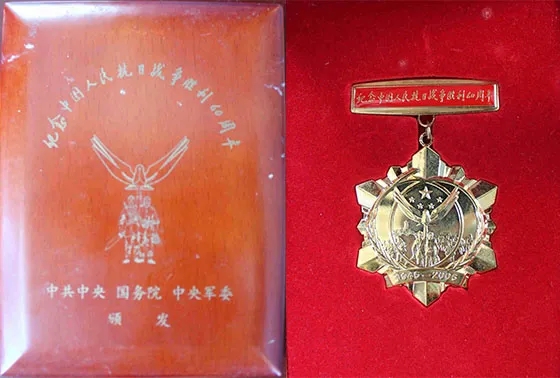 纪念中国人民抗日战争胜利60周年
中共中央 国务院 中央军委
颁 发
纪念中国人民抗日战争胜利60周年
1945-2005